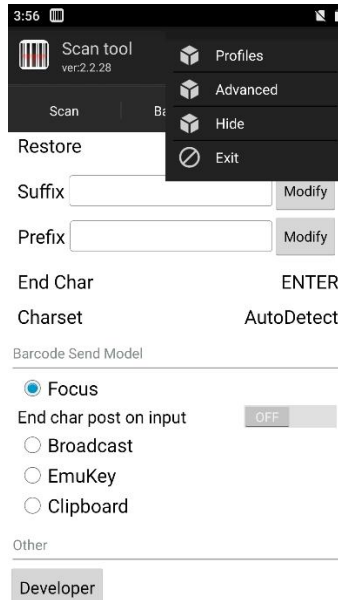 3:56
Scan tool
ver:2.2.28
Profiles
Advanced
Hide
Exit
Scan
Ba
Restore
Suffix Modify
Prefix Modify
End Char ENTER
Charset AutoDetect
Barcode Send Model
Focus
End char post on input OFF
Broadcast
EmuKey
Clipboard
Other
Developer